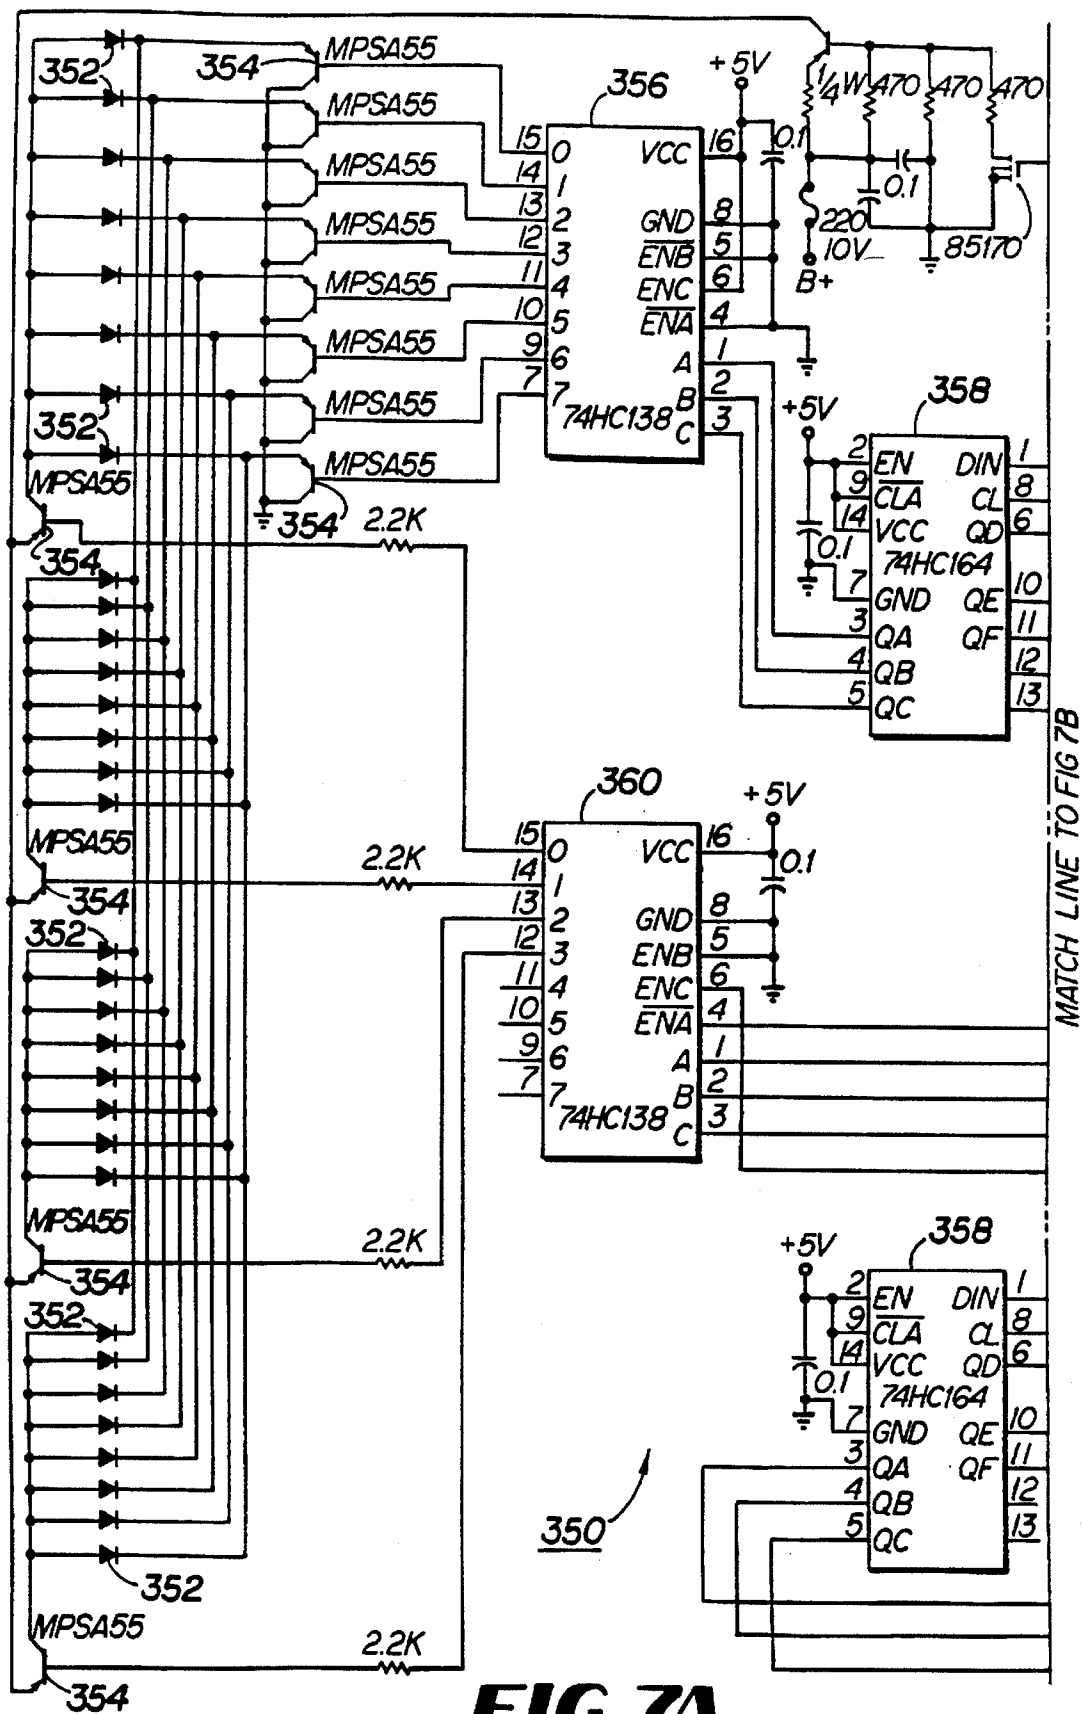 352
354
MPSA55
MPSA55
MPSA55
MPSA55
MPSA55
MPSA55
MPSA55
MPSA55
352
MPSA55
354
354
2.2K
356
15 0
14 1
13 2
12 3
11 4
10 5
9 6
7 7
74HC138
VCC 16
GND 8
ENB 5
ENC 6
ENA 4
A 1
B 2
C 3
+5V
0.1
1/4W
470
470
470
0.1
220
10V
B+
85170
358
+5V
0.1
2 EN
9 CLA
14 VCC
74HC164
7 GND
3 QA
4 QB
5 QC
DIN 1
CL 8
QD 6
QE 10
QF 11
12
13
MATCH LINE TO FIG 7B
MPSA55
354
2.2K
352
360
15 0
14 1
13 2
12 3
11 4
10 5
9 6
7 7
74HC138
VCC 16
GND 8
ENB 5
ENC 6
ENA 4
A 1
B 2
C 3
+5V
0.1
MPSA55
354
2.2K
352
358
+5V
0.1
2 EN
9 CLA
14 VCC
74HC164
7 GND
3 QA
4 QB
5 QC
DIN 1
CL 8
QD 6
QE 10
QF 11
12
13
350
352
MPSA55
354
2.2K
FIG 7A